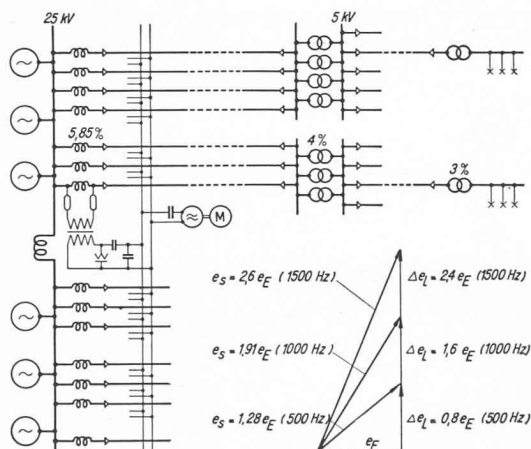 25 kV
5 kV
5,85%
4%
3%
M
e_s = 2,6 e_E (1500 Hz)
Δe_L = 2,4 e_E (1500 Hz)
e_s = 1,91 e_E (1000 Hz)
Δe_L = 1,6 e_E (1000 Hz)
e_s = 1,28 e_E (500 Hz)
Δe_L = 0,8 e_E (500 Hz)
e_E